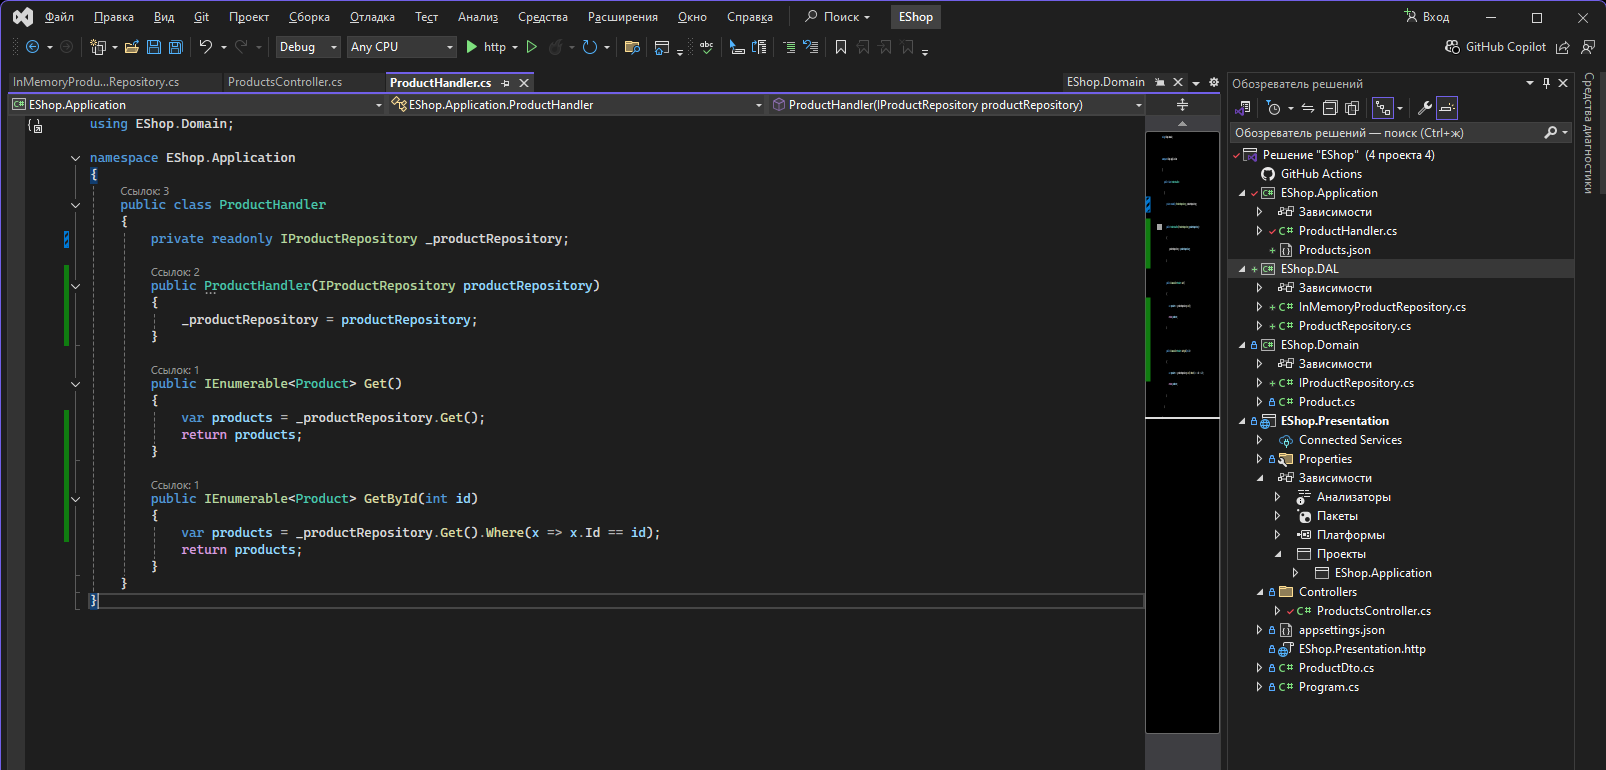 Файл Правка Вид Git Проект Сборка Отладка Тест Анализ Средства Расширения Окно Справка Поиск EShop Вход
Debug Any CPU http abc GitHub Copilot
InMemoryProdu...Repository.cs ProductsController.cs ProductHandler.cs EShop.Domain
EShop.Application EShop.Application.ProductHandler ProductHandler(IProductRepository productRepository)
using EShop.Domain;
namespace EShop.Application
{
Ссылок: 3
public class ProductHandler
{
private readonly IProductRepository _productRepository;
Ссылок: 2
public ProductHandler(IProductRepository productRepository)
{
_productRepository = productRepository;
}
Ссылок: 1
public IEnumerable<Product> Get()
{
var products = _productRepository.Get();
return products;
}
Ссылок: 1
public IEnumerable<Product> GetById(int id)
{
var products = _productRepository.Get().Where(x => x.Id == id);
return products;
}
}
}
Обозреватель решений
Обозреватель решений — поиск (Ctrl+ж)
Решение "EShop" (4 проекта 4)
GitHub Actions
C# EShop.Application
Зависимости
C# ProductHandler.cs
Products.json
C# EShop.DAL
Зависимости
C# InMemoryProductRepository.cs
C# ProductRepository.cs
C# EShop.Domain
Зависимости
C# IProductRepository.cs
C# Product.cs
EShop.Presentation
Connected Services
Properties
Зависимости
Анализаторы
Пакеты
Платформы
Проекты
EShop.Application
Controllers
C# ProductsController.cs
appsettings.json
EShop.Presentation.http
C# ProductDto.cs
C# Program.cs
Средства диагностики